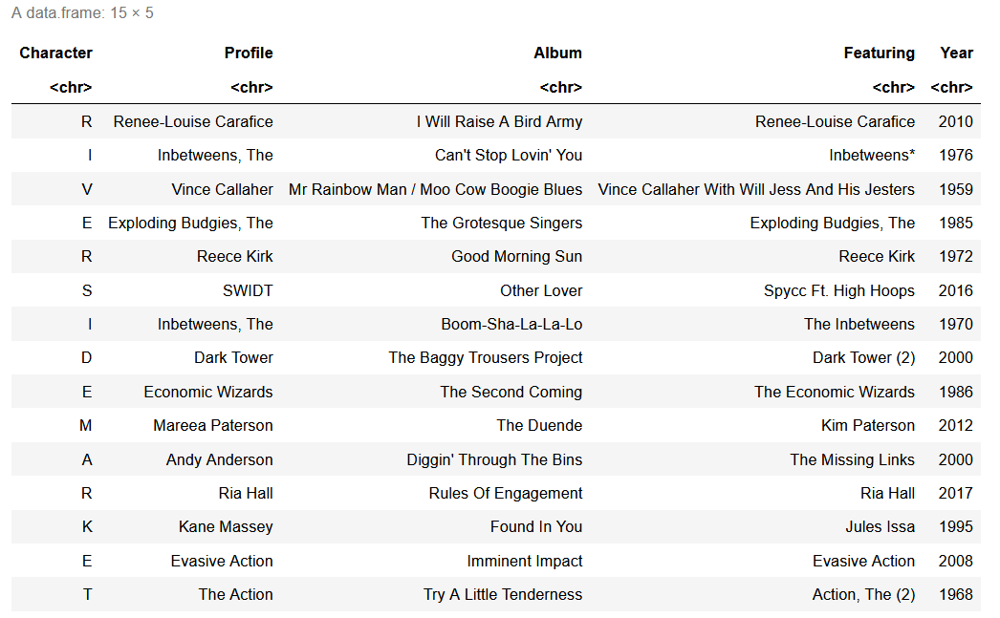 A data.frame: 15 × 5
Character Profile Album Featuring Year
<chr> <chr> <chr> <chr> <chr>
R Renee-Louise Carafice I Will Raise A Bird Army Renee-Louise Carafice 2010
I Inbetweens, The Can't Stop Lovin' You Inbetweens* 1976
V Vince Callaher Mr Rainbow Man / Moo Cow Boogie Blues Vince Callaher With Will Jess And His Jesters 1959
E Exploding Budgies, The The Grotesque Singers Exploding Budgies, The 1985
R Reece Kirk Good Morning Sun Reece Kirk 1972
S SWIDT Other Lover Spycc Ft. High Hoops 2016
I Inbetweens, The Boom-Sha-La-La-Lo The Inbetweens 1970
D Dark Tower The Baggy Trousers Project Dark Tower (2) 2000
E Economic Wizards The Second Coming The Economic Wizards 1986
M Mareea Paterson The Duende Kim Paterson 2012
A Andy Anderson Diggin' Through The Bins The Missing Links 2000
R Ria Hall Rules Of Engagement Ria Hall 2017
K Kane Massey Found In You Jules Issa 1995
E Evasive Action Imminent Impact Evasive Action 2008
T The Action Try A Little Tenderness Action, The (2) 1968